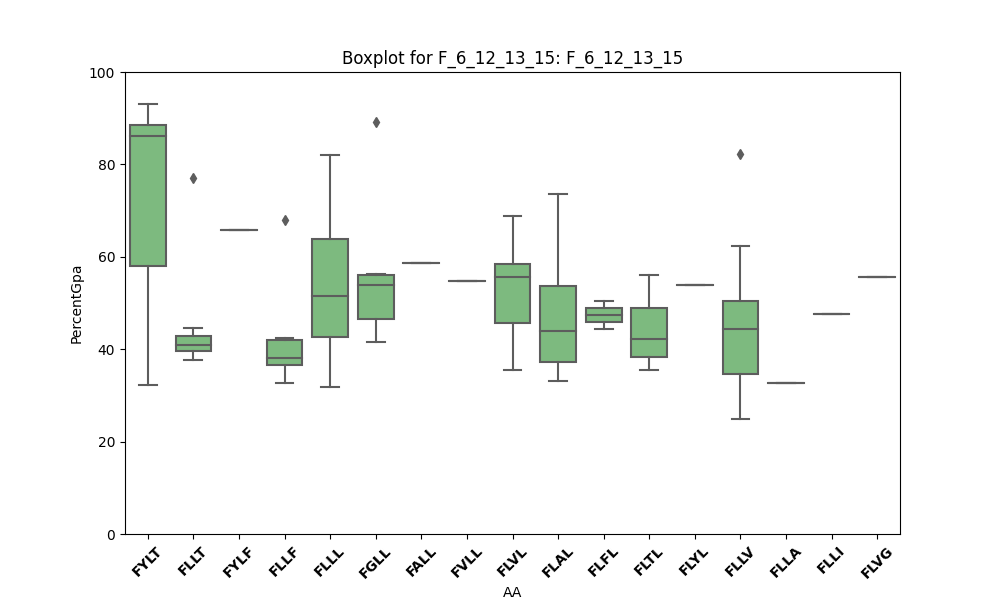 Boxplot for F_6_12_13_15: F_6_12_13_15
100
80
60
40
20
0
PercentGpa
FYLT FLLT FYLF FLLF FLLL FGLL FALL FVLL FLVL FLAL FLFL FLTL FLYL FLLV FLLA FLLI FLVG
AA